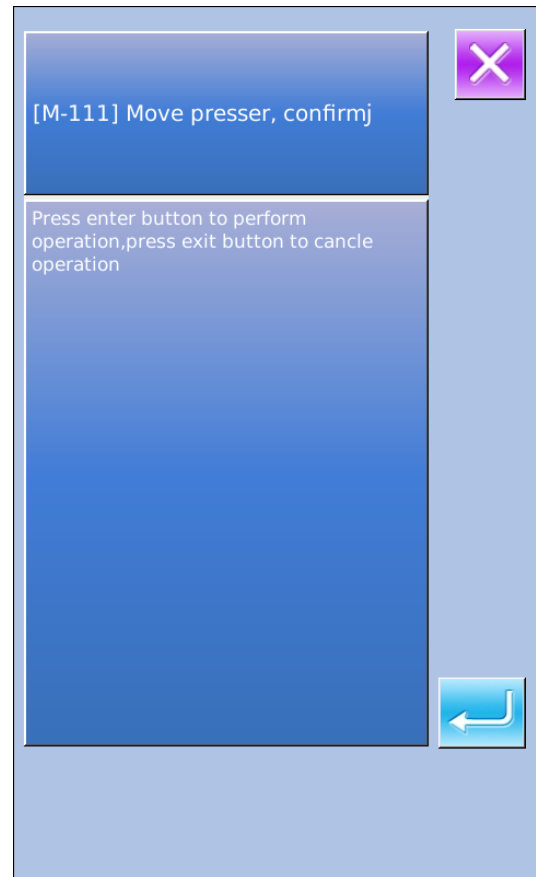 [M-111] Move presser, confirmj
Press enter button to perform
operation,press exit button to cancle
operation